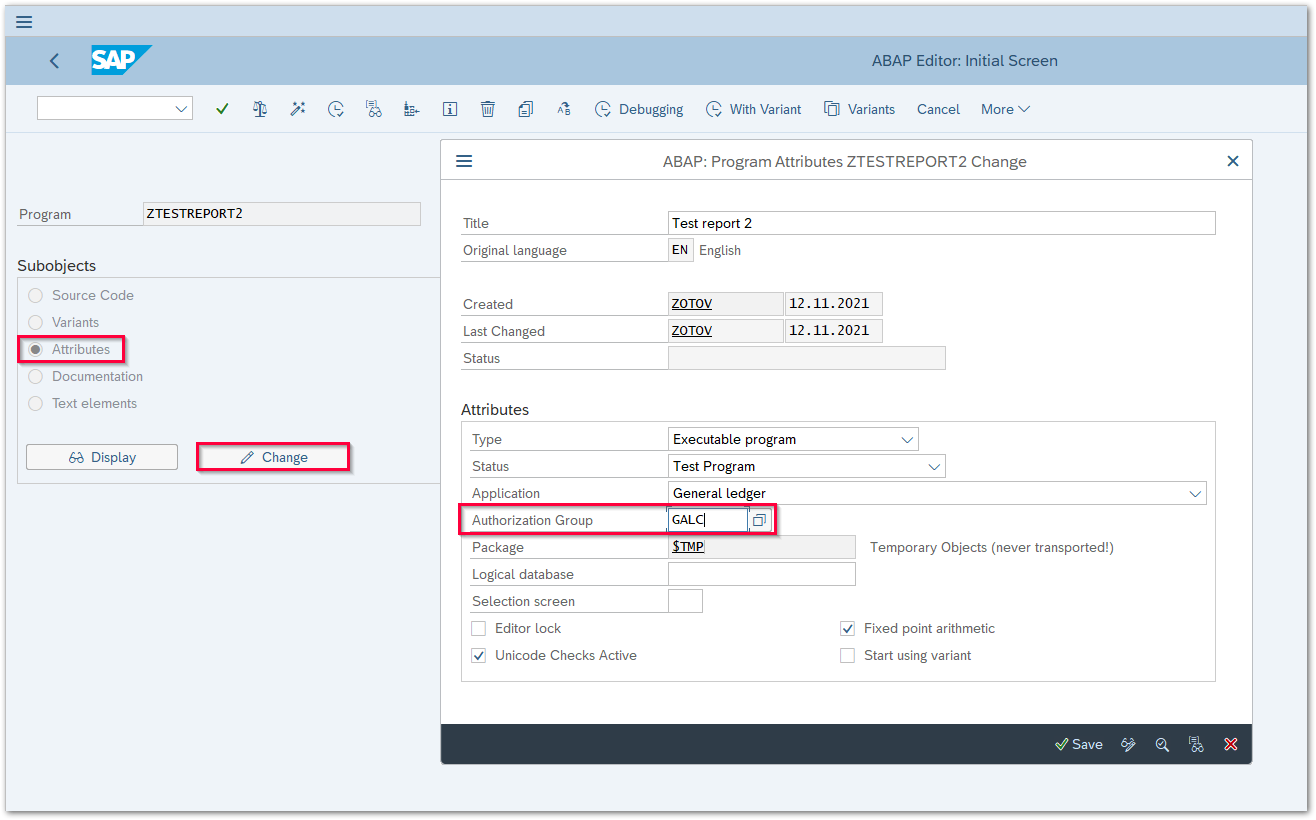 SAP
ABAP Editor: Initial Screen
Debugging With Variant Variants Cancel More
ABAP: Program Attributes ZTESTREPORT2 Change
Program ZTESTREPORT2
Subobjects
Source Code
Variants
Attributes
Documentation
Text elements
Display Change
Title Test report 2
Original language EN English
Created ZOTOV 12.11.2021
Last Changed ZOTOV 12.11.2021
Status
Attributes
Type Executable program
Status Test Program
Application General ledger
Authorization Group GALC
Package $TMP Temporary Objects (never transported!)
Logical database
Selection screen
Editor lock Fixed point arithmetic
Unicode Checks Active Start using variant
Save